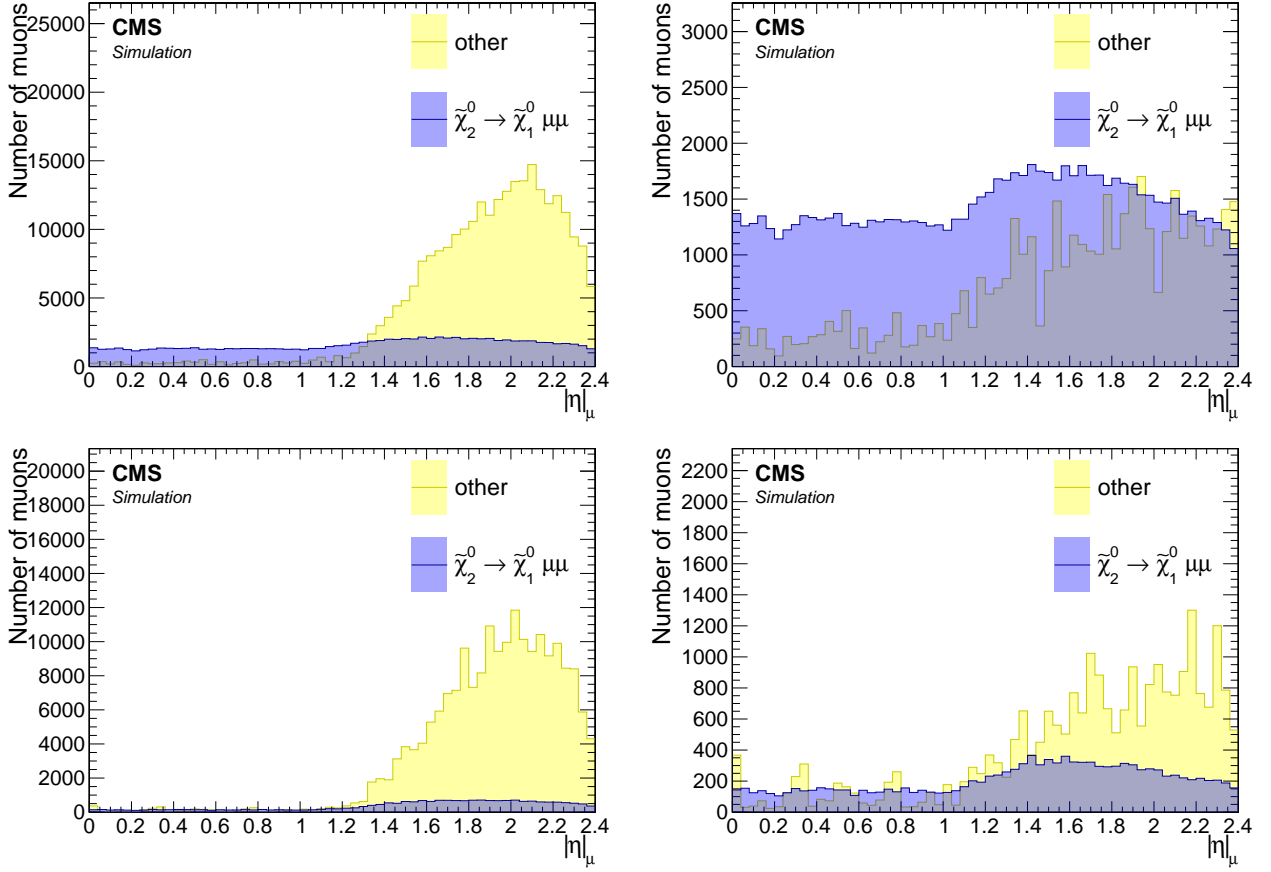 CMS
Simulation
other
χ̃⁰₂ → χ̃⁰₁ μμ
Number of muons
25000
20000
15000
10000
5000
0
0 0.2 0.4 0.6 0.8 1 1.2 1.4 1.6 1.8 2 2.2 2.4
|η|μ
CMS
Simulation
other
χ̃⁰₂ → χ̃⁰₁ μμ
Number of muons
3000
2500
2000
1500
1000
500
0
0 0.2 0.4 0.6 0.8 1 1.2 1.4 1.6 1.8 2 2.2 2.4
|η|μ
CMS
Simulation
other
χ̃⁰₂ → χ̃⁰₁ μμ
Number of muons
20000
18000
16000
14000
12000
10000
8000
6000
4000
2000
0
0 0.2 0.4 0.6 0.8 1 1.2 1.4 1.6 1.8 2 2.2 2.4
|η|μ
CMS
Simulation
other
χ̃⁰₂ → χ̃⁰₁ μμ
Number of muons
2200
2000
1800
1600
1400
1200
1000
800
600
400
200
0
0 0.2 0.4 0.6 0.8 1 1.2 1.4 1.6 1.8 2 2.2 2.4
|η|μ